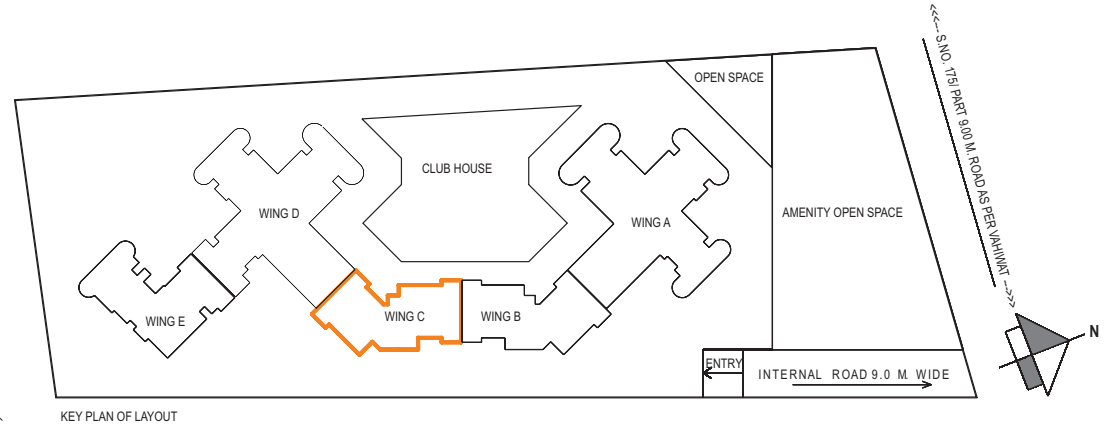 OPEN SPACE
<<<--- S.NO. 175/ PART 9.00 M. ROAD AS PER VAHIWAT --->>>
CLUB HOUSE
WING D
WING A
AMENITY OPEN SPACE
WING E
WING C
WING B
N
ENTRY
INTERNAL ROAD 9.0 M. WIDE
KEY PLAN OF LAYOUT